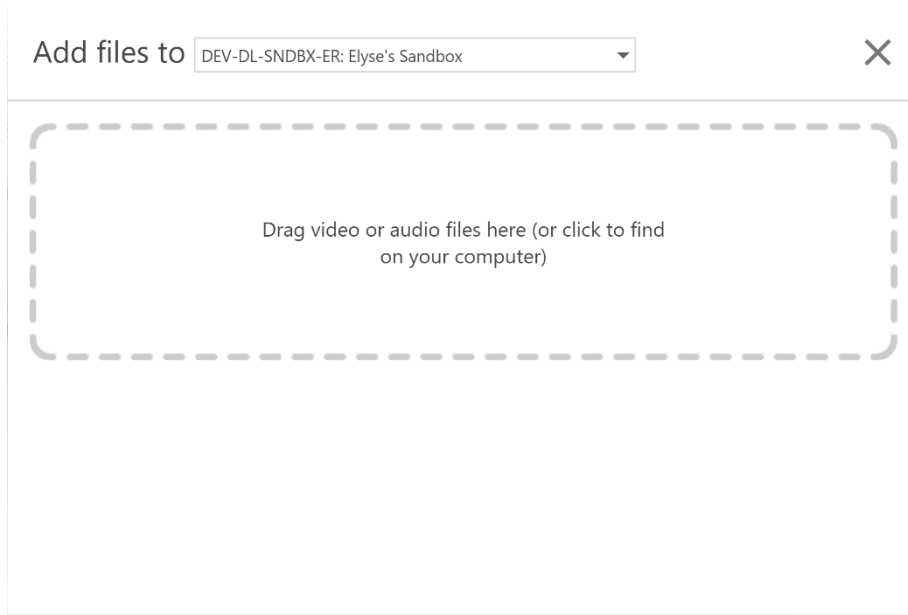 Add files to DEV-DL-SNDBX-ER: Elyse's Sandbox
Drag video or audio files here (or click to find
on your computer)